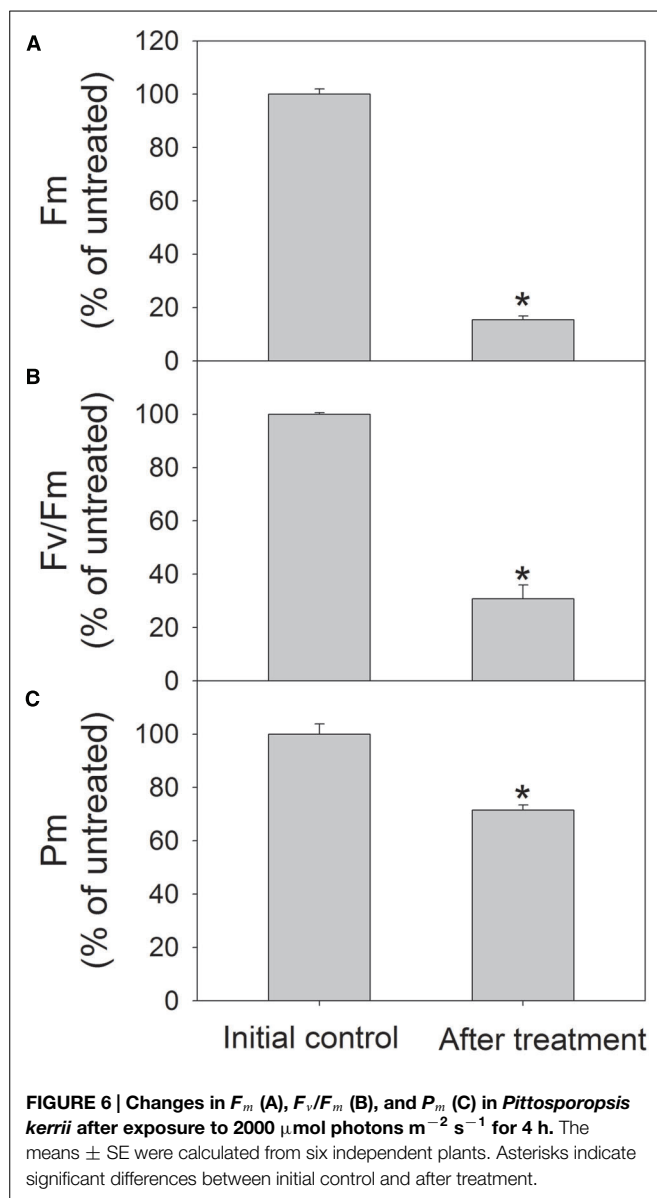 A
120
100
80
60
40
20
0
Fm
(% of untreated)
*
B
100
80
60
40
20
0
Fv/Fm
(% of untreated)
*
C
100
80
60
40
20
0
Pm
(% of untreated)
*
Initial control After treatment
FIGURE 6 | Changes in Fm (A), Fv/Fm (B), and Pm (C) in Pittosporopsis
kerrii after exposure to 2000 μmol photons m−2 s−1 for 4 h. The
means ± SE were calculated from six independent plants. Asterisks indicate
significant differences between initial control and after treatment.